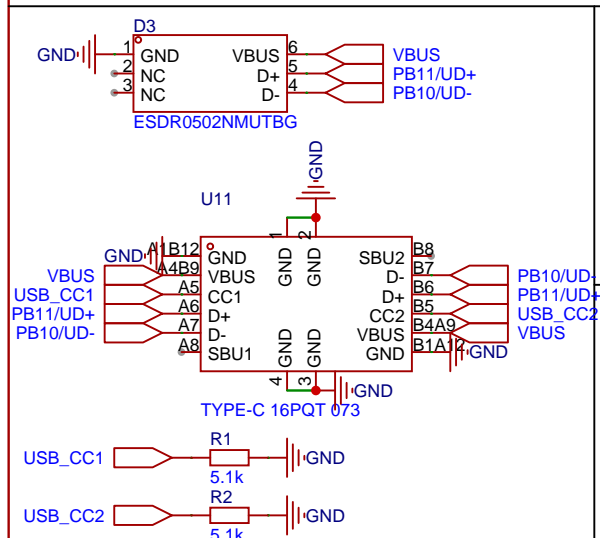 D3
GND 1 GND VBUS 6 VBUS
2 NC D+ 5 PB11/UD+
3 NC D- 4 PB10/UD-
ESDR0502NMUTBG
GND
U11
1 2
GND A1B12 GND GND GND SBU2 B8
VBUS A4B9 VBUS D- B7 PB10/UD-
USB_CC1 A5 CC1 D+ B6 PB11/UD+
PB11/UD+ A6 D+ CC2 B5 USB_CC2
PB10/UD- A7 D- GND GND VBUS B4A9 VBUS
A8 SBU1 GND B1A12 GND
4 3 GND
TYPE-C 16PQT 073
R1
USB_CC1 GND
5.1k
R2
USB_CC2 GND
5.1k